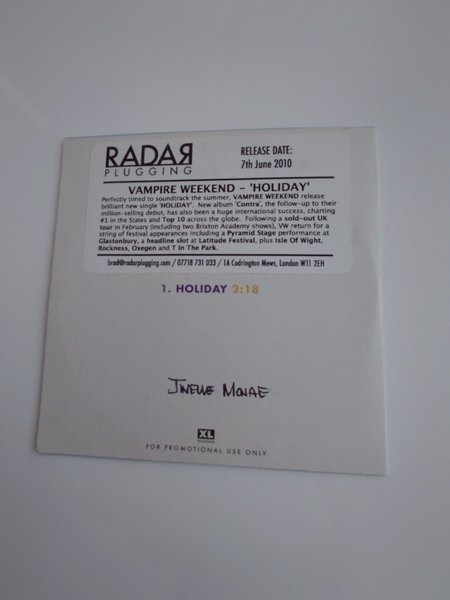 RADAR
PLUGGING
RELEASE DATE:
7th June 2010
VAMPIRE WEEKEND – 'HOLIDAY'
Perfectly timed to soundtrack the summer, VAMPIRE WEEKEND release
brilliant new single 'HOLIDAY'. New album 'Contra', the follow-up to their
million-selling debut, has also been a huge international success, charting
#1 in the States and Top 10 across the globe. Following a sold-out UK
tour in February (including two Brixton Academy shows), VW return for a
string of festival appearances including a Pyramid Stage performance at
Glastonbury, a headline slot at Latitude Festival, plus Isle Of Wight,
Rockness, Oxegen and T In The Park.
brad@radarplugging.com / 07718 731 033 / 1A Codrington Mews, London W11 2EH
1. HOLIDAY 2:18
JNELLE MONAE
XL
RECORDINGS
FOR PROMOTIONAL USE ONLY